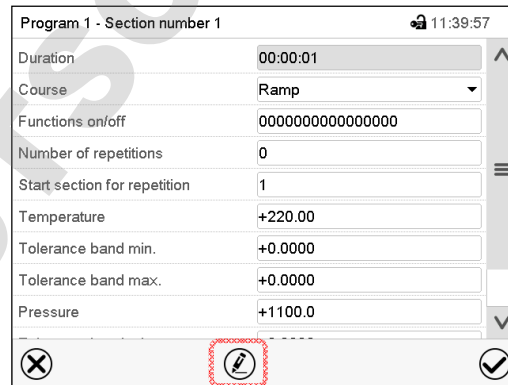 Program 1 - Section number 1 11:39:57
Duration 00:00:01
Course Ramp
Functions on/off 0000000000000000
Number of repetitions 0
Start section for repetition 1
Temperature +220.00
Tolerance band min. +0.0000
Tolerance band max. +0.0000
Pressure +1100.0